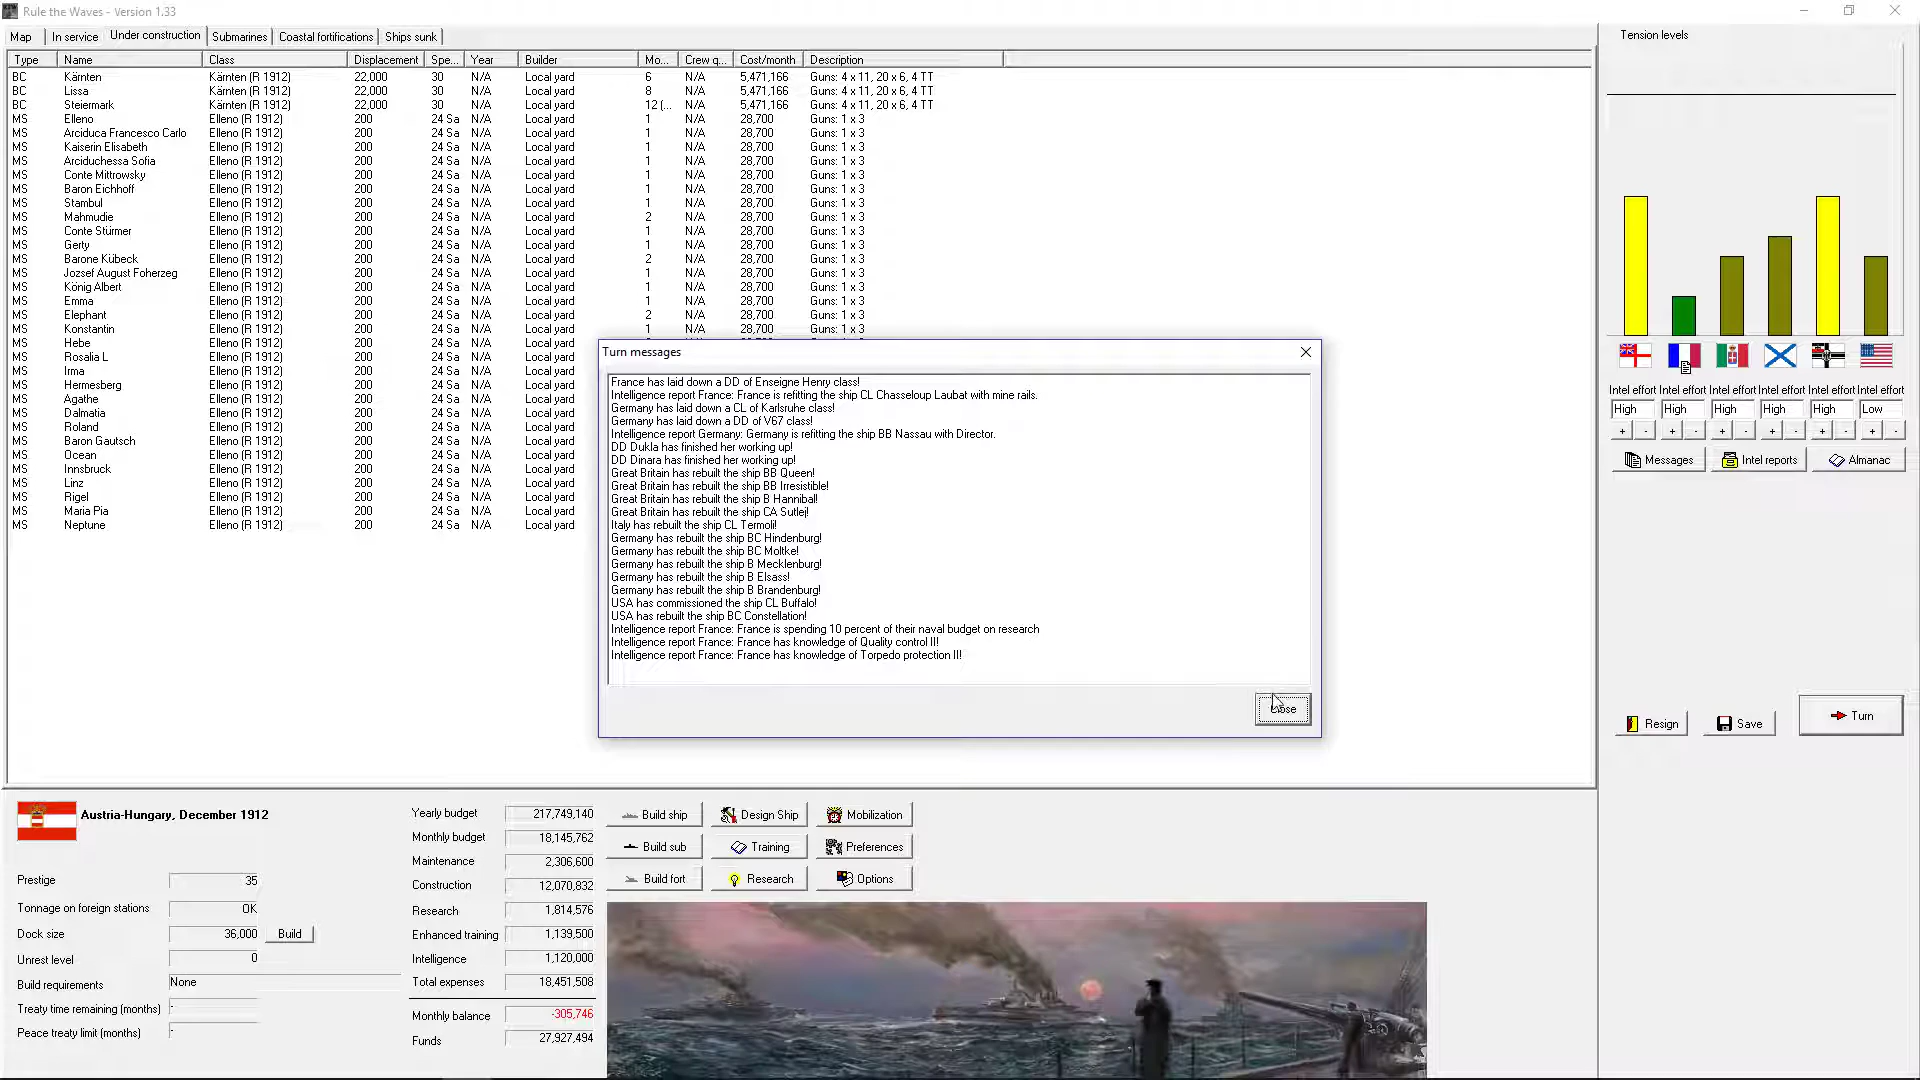 Rule the Waves - Version 1.33
Map In service Under construction Submarines Coastal fortifications Ships sunk
Type Name Class Displacement Spe... Year Builder Mo... Crew q... Cost/month Description
BC Kärnten Kärnten (R 1912) 22,000 30 N/A Local yard 6 N/A 5,471,166 Guns: 4 x 11, 20 x 6, 4 TT
BC Lissa Kärnten (R 1912) 22,000 30 N/A Local yard 8 N/A 5,471,166 Guns: 4 x 11, 20 x 6, 4 TT
BC Steiermark Kärnten (R 1912) 22,000 30 N/A Local yard 12 (... N/A 5,471,166 Guns: 4 x 11, 20 x 6, 4 TT
MS Elleno Elleno (R 1912) 200 24 Sa N/A Local yard 1 N/A 28,700 Guns: 1 x 3
MS Arciduca Francesco Carlo Elleno (R 1912) 200 24 Sa N/A Local yard 1 N/A 28,700 Guns: 1 x 3
MS Kaiserin Elisabeth Elleno (R 1912) 200 24 Sa N/A Local yard 1 N/A 28,700 Guns: 1 x 3
MS Arciduchessa Sofia Elleno (R 1912) 200 24 Sa N/A Local yard 1 N/A 28,700 Guns: 1 x 3
MS Conte Mittrowsky Elleno (R 1912) 200 24 Sa N/A Local yard 1 N/A 28,700 Guns: 1 x 3
MS Baron Eichhoff Elleno (R 1912) 200 24 Sa N/A Local yard 1 N/A 28,700 Guns: 1 x 3
MS Stambul Elleno (R 1912) 200 24 Sa N/A Local yard 1 N/A 28,700 Guns: 1 x 3
MS Mahmudie Elleno (R 1912) 200 24 Sa N/A Local yard 2 N/A 28,700 Guns: 1 x 3
MS Conte Stürmer Elleno (R 1912) 200 24 Sa N/A Local yard 1 N/A 28,700 Guns: 1 x 3
MS Gerty Elleno (R 1912) 200 24 Sa N/A Local yard 1 N/A 28,700 Guns: 1 x 3
MS Barone Kübeck Elleno (R 1912) 200 24 Sa N/A Local yard 2 N/A 28,700 Guns: 1 x 3
MS Jozsef August Foherzeg Elleno (R 1912) 200 24 Sa N/A Local yard 1 N/A 28,700 Guns: 1 x 3
MS König Albert Elleno (R 1912) 200 24 Sa N/A Local yard 1 N/A 28,700 Guns: 1 x 3
MS Emma Elleno (R 1912) 200 24 Sa N/A Local yard 1 N/A 28,700 Guns: 1 x 3
MS Elephant Elleno (R 1912) 200 24 Sa N/A Local yard 2 N/A 28,700 Guns: 1 x 3
MS Konstantin Elleno (R 1912) 200 24 Sa N/A Local yard 1 N/A 28,700 Guns: 1 x 3
MS Hebe Elleno (R 1912) 200 24 Sa N/A Local yard
MS Rosalia L Elleno (R 1912) 200 24 Sa N/A Local yard
MS Irma Elleno (R 1912) 200 24 Sa N/A Local yard
MS Hermesberg Elleno (R 1912) 200 24 Sa N/A Local yard
MS Agathe Elleno (R 1912) 200 24 Sa N/A Local yard
MS Dalmatia Elleno (R 1912) 200 24 Sa N/A Local yard
MS Roland Elleno (R 1912) 200 24 Sa N/A Local yard
MS Baron Gautsch Elleno (R 1912) 200 24 Sa N/A Local yard
MS Ocean Elleno (R 1912) 200 24 Sa N/A Local yard
MS Innsbruck Elleno (R 1912) 200 24 Sa N/A Local yard
MS Linz Elleno (R 1912) 200 24 Sa N/A Local yard
MS Rigel Elleno (R 1912) 200 24 Sa N/A Local yard
MS Maria Pia Elleno (R 1912) 200 24 Sa N/A Local yard
MS Neptune Elleno (R 1912) 200 24 Sa N/A Local yard
Turn messages
France has laid down a DD of Enseigne Henry class!
Intelligence report France: France is refitting the ship CL Chasseloup Laubat with mine rails.
Germany has laid down a CL of Karlsruhe class!
Germany has laid down a DD of V67 class!
Intelligence report Germany: Germany is refitting the ship BB Nassau with Director.
DD Dukla has finished her working up!
DD Dinara has finished her working up!
Great Britain has rebuilt the ship BB Queen!
Great Britain has rebuilt the ship BB Irresistible!
Great Britain has rebuilt the ship B Hannibal!
Great Britain has rebuilt the ship CA Sutlej!
Italy has rebuilt the ship CL Termoli!
Germany has rebuilt the ship BC Hindenburg!
Germany has rebuilt the ship BC Moltke!
Germany has rebuilt the ship B Mecklenburg!
Germany has rebuilt the ship B Elsass!
Germany has rebuilt the ship B Brandenburg!
USA has commissioned the ship CL Buffalo!
USA has rebuilt the ship BC Constellation!
Intelligence report France: France is spending 10 percent of their naval budget on research
Intelligence report France: France has knowledge of Quality control II!
Intelligence report France: France has knowledge of Torpedo protection II!
Close
Tension levels
Intel effort Intel effort Intel effort Intel effort Intel effort Intel effort
High High High High High Low
+ - + - + - + - + - + -
Messages Intel reports Almanac
Resign Save Turn
Austria-Hungary, December 1912
Prestige 35
Tonnage on foreign stations OK
Dock size 36,000 Build
Unrest level 0
Build requirements None
Treaty time remaining (months) -
Peace treaty limit (months) -
Yearly budget 217,749,140
Monthly budget 18,145,762
Maintenance 2,306,600
Construction 12,070,832
Research 1,814,576
Enhanced training 1,139,500
Intelligence 1,120,000
Total expenses 18,451,508
Monthly balance -305,746
Funds 27,927,494
Build ship Design Ship Mobilization
Build sub Training Preferences
Build fort Research Options